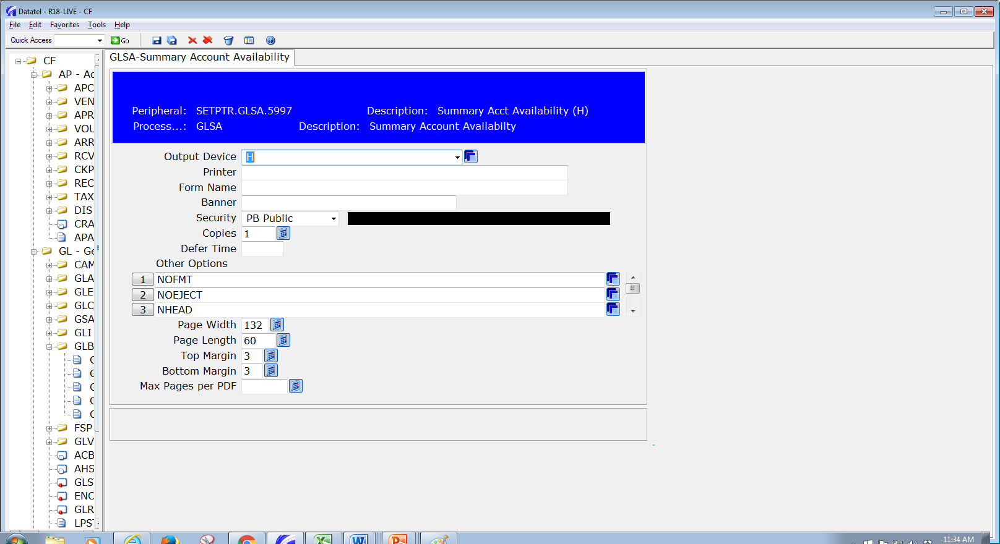 Datatel - R18-LIVE - CF
File Edit Favorites Tools Help
Quick Access Go
CF
AP - Ac
APC
VEN
APR
VOU
ARR
RCV
CKP
REC
TAX
DIS
CRA
APA
GL - Ge
CAM
GLA
GLE
GLC
GSA
GLI
GLB
G
G
G
G
FSP
GLV
ACB
AHS
GLS
ENC
GLR
LPS
GLSA-Summary Account Availability
Peripheral: SETPTR.GLSA.5997 Description: Summary Acct Availability (H)
Process...: GLSA Description: Summary Account Availabilty
Output Device H
Printer
Form Name
Banner
Security PB Public
Copies 1
Defer Time
Other Options
1 NOFMT
2 NOEJECT
3 NHEAD
Page Width 132
Page Length 60
Top Margin 3
Bottom Margin 3
Max Pages per PDF
11:34 AM